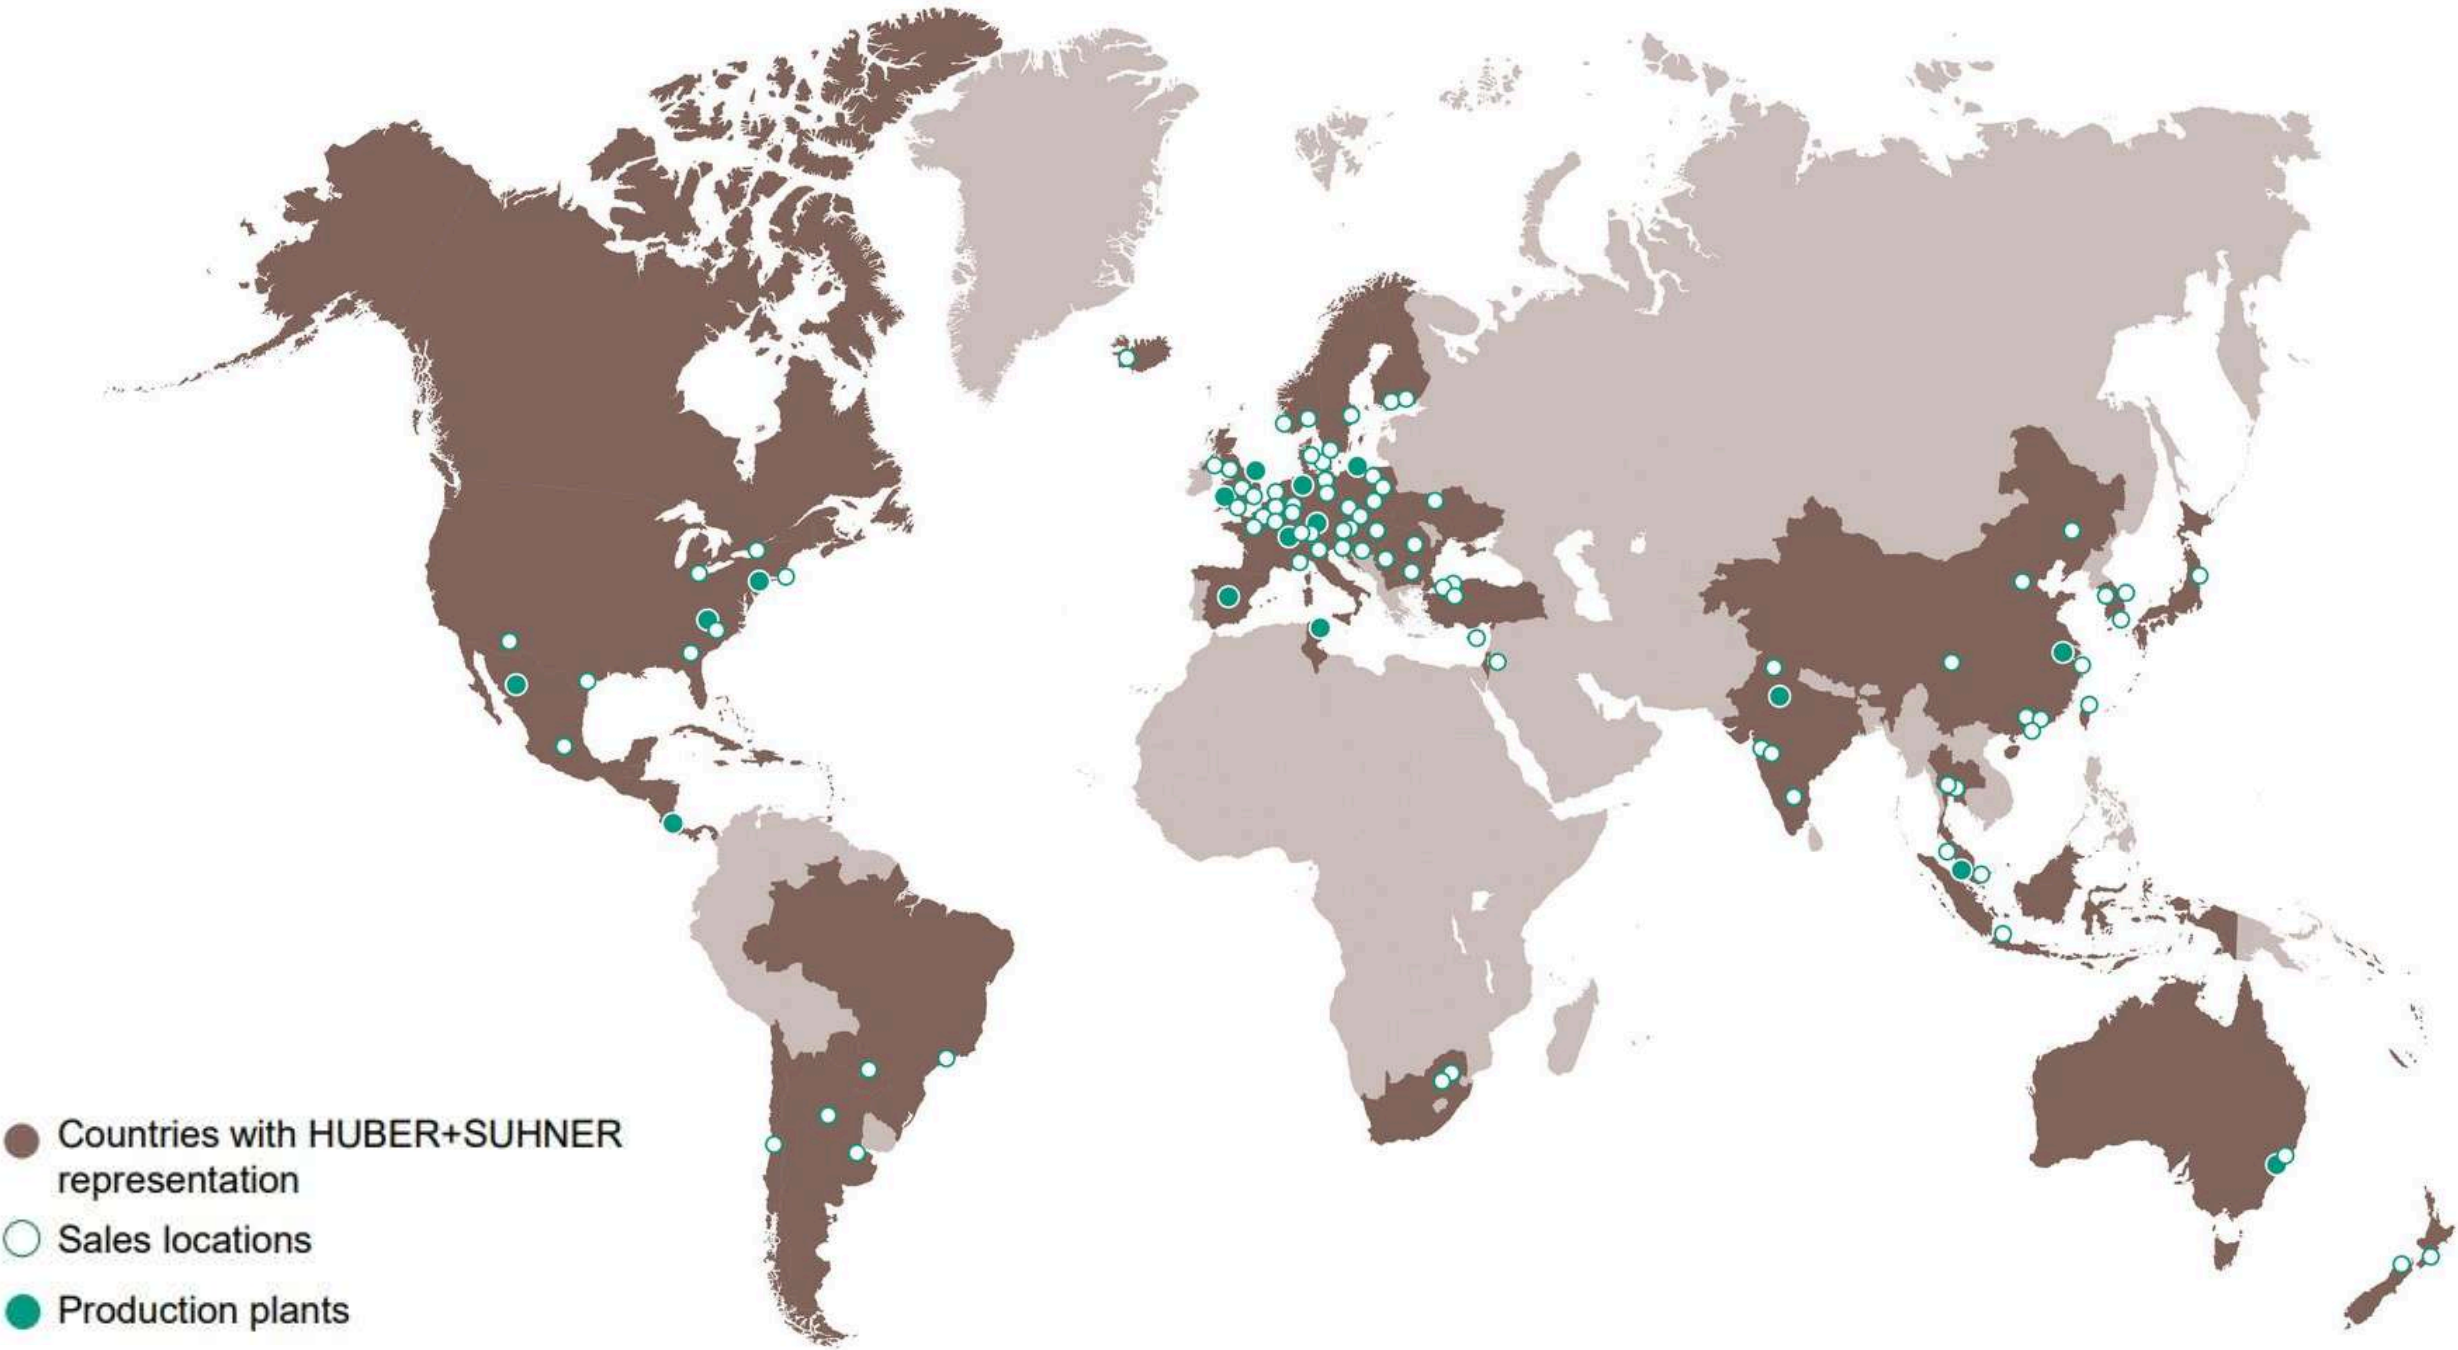 Countries with HUBER+SUHNER
representation
Sales locations
Production plants